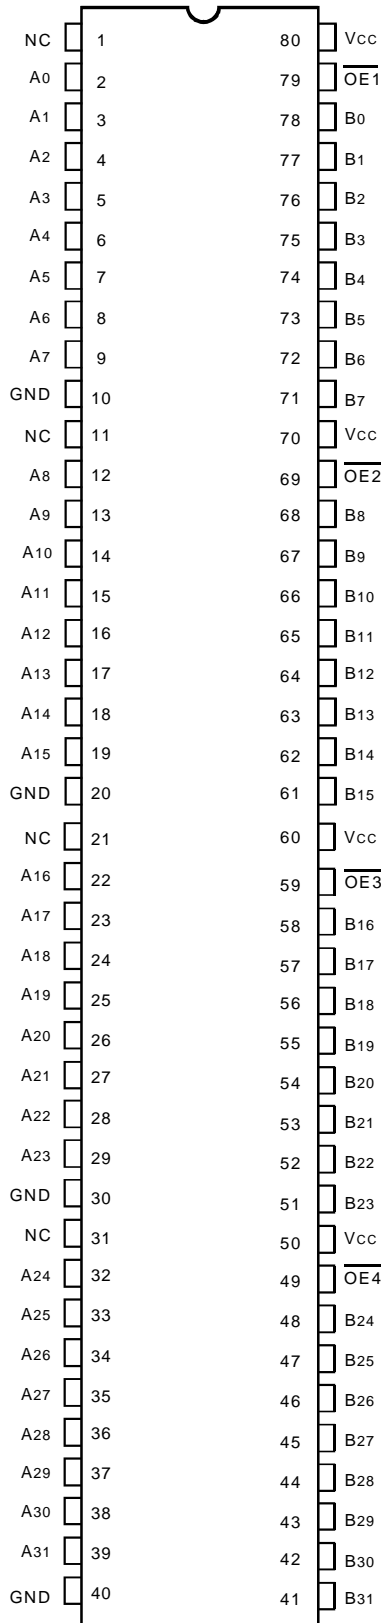 NC 1 80 VCC
A0 2 79 OE1
A1 3 78 B0
A2 4 77 B1
A3 5 76 B2
A4 6 75 B3
A5 7 74 B4
A6 8 73 B5
A7 9 72 B6
GND 10 71 B7
NC 11 70 VCC
A8 12 69 OE2
A9 13 68 B8
A10 14 67 B9
A11 15 66 B10
A12 16 65 B11
A13 17 64 B12
A14 18 63 B13
A15 19 62 B14
GND 20 61 B15
NC 21 60 VCC
A16 22 59 OE3
A17 23 58 B16
A18 24 57 B17
A19 25 56 B18
A20 26 55 B19
A21 27 54 B20
A22 28 53 B21
A23 29 52 B22
GND 30 51 B23
NC 31 50 VCC
A24 32 49 OE4
A25 33 48 B24
A26 34 47 B25
A27 35 46 B26
A28 36 45 B27
A29 37 44 B28
A30 38 43 B29
A31 39 42 B30
GND 40 41 B31